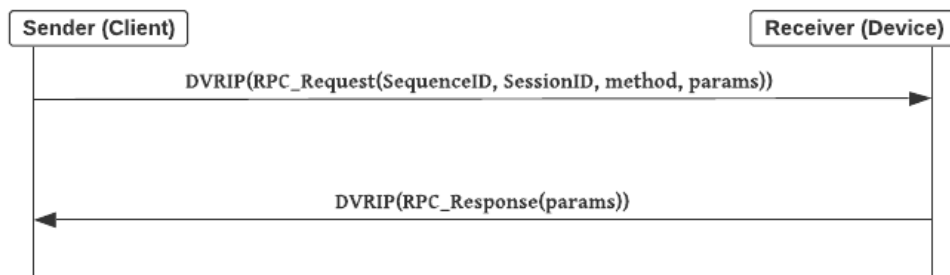 Sender (Client)
Receiver (Device)
DVRIP(RPC_Request(SequenceID, SessionID, method, params))
DVRIP(RPC_Response(params))